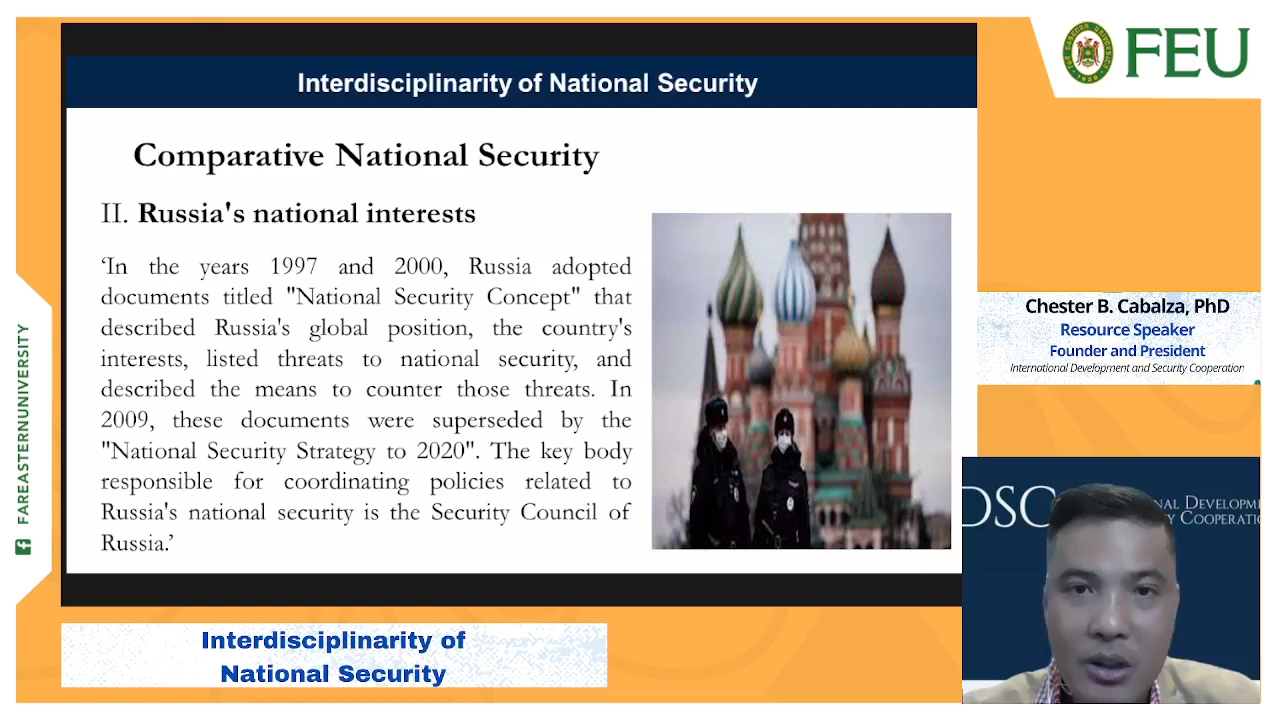 Interdisciplinarity of National Security
FEU
Comparative National Security
II. Russia's national interests
'In the years 1997 and 2000, Russia adopted
documents titled "National Security Concept" that
described Russia's global position, the country's
interests, listed threats to national security, and
described the means to counter those threats. In
2009, these documents were superseded by the
"National Security Strategy to 2020". The key body
responsible for coordinating policies related to
Russia's national security is the Security Council of
Russia.'
Chester B. Cabalza, PhD
Resource Speaker
Founder and President
International Development and Security Cooperation
FAREASTERNUNIVERSITY
DSC
NAL DEVELOPM
Y COOPERATIO
Interdisciplinarity of
National Security